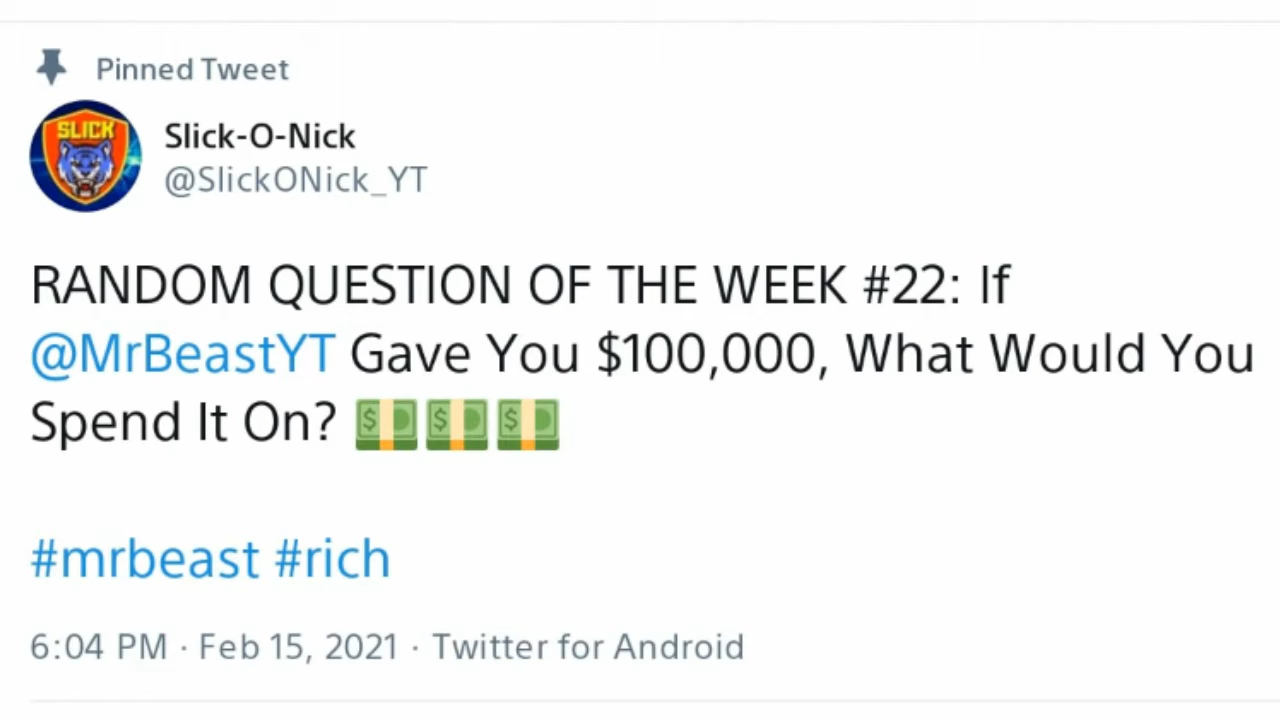 Pinned Tweet
SLICK
Slick-O-Nick
@SlickONick_YT
RANDOM QUESTION OF THE WEEK #22: If
@MrBeastYT Gave You $100,000, What Would You
Spend It On? 💵💵💵
#mrbeast #rich
6:04 PM · Feb 15, 2021 · Twitter for Android